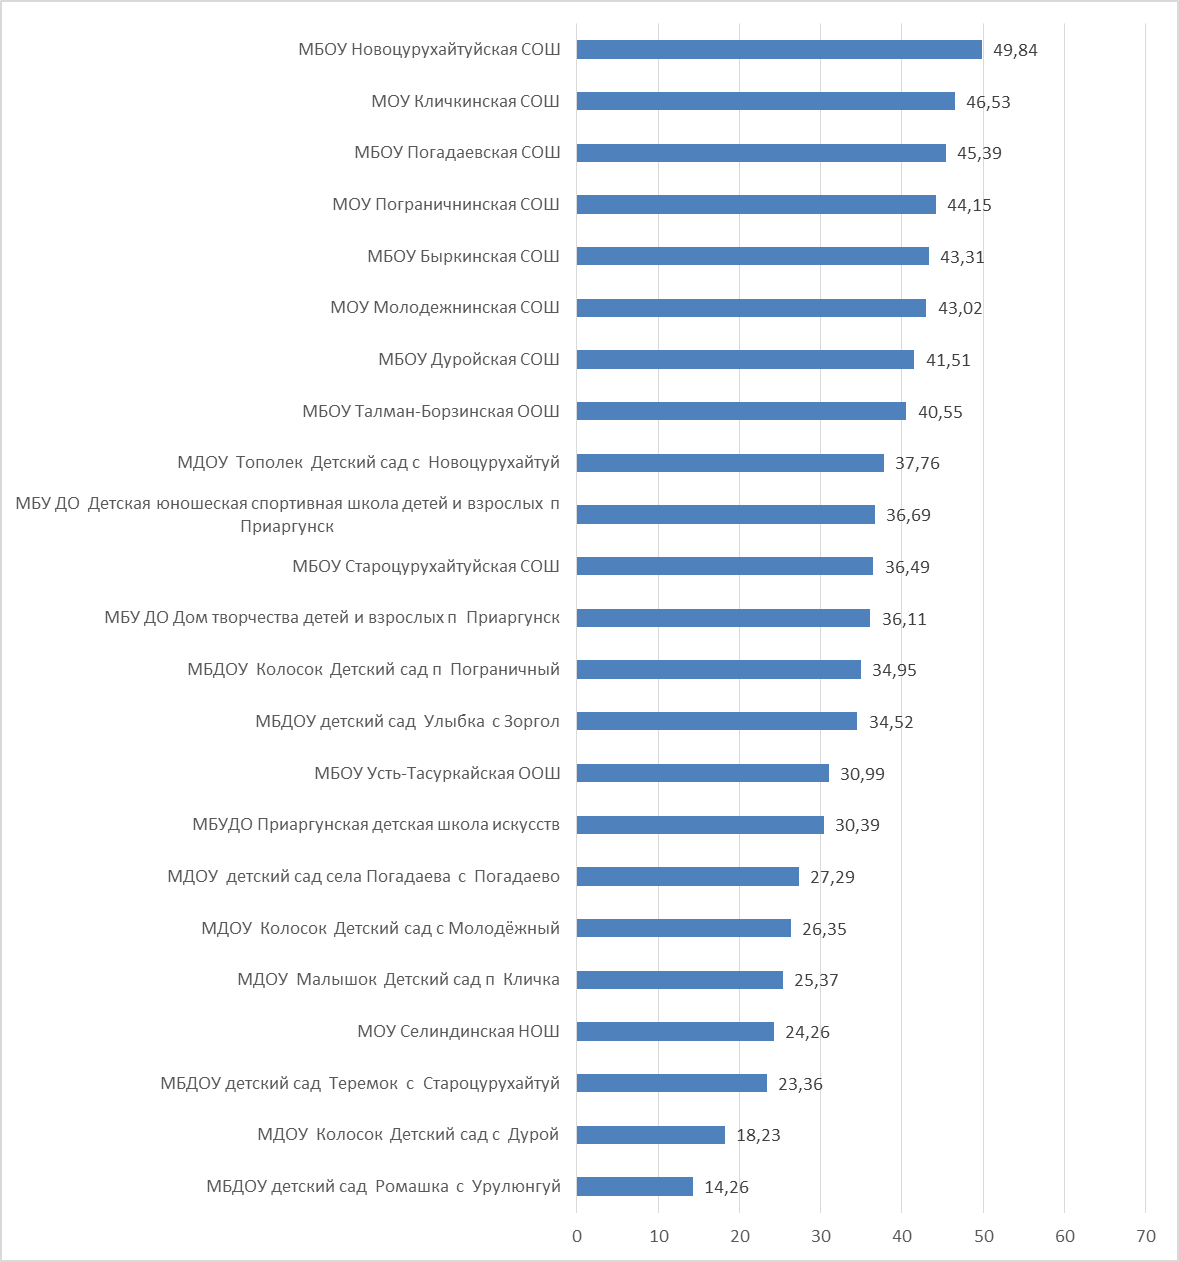 МБОУ Новоцурухайтуйская СОШ 49,84
МОУ Кличкинская СОШ 46,53
МБОУ Погадаевская СОШ 45,39
МОУ Пограничнинская СОШ 44,15
МБОУ Быркинская СОШ 43,31
МОУ Молодежнинская СОШ 43,02
МБОУ Дуройская СОШ 41,51
МБОУ Талман-Борзинская ООШ 40,55
МДОУ Тополек Детский сад с Новоцурухайтуй 37,76
МБУ ДО Детская юношеская спортивная школа детей и взрослых п
Приаргунск 36,69
МБОУ Староцурухайтуйская СОШ 36,49
МБУ ДО Дом творчества детей и взрослых п Приаргунск 36,11
МБДОУ Колосок Детский сад п Пограничный 34,95
МБДОУ детский сад Улыбка с Зоргол 34,52
МБОУ Усть-Тасуркайская ООШ 30,99
МБУДО Приаргунская детская школа искусств 30,39
МДОУ детский сад села Погадаева с Погадаево 27,29
МДОУ Колосок Детский сад с Молодёжный 26,35
МДОУ Малышок Детский сад п Кличка 25,37
МОУ Селиндинская НОШ 24,26
МБДОУ детский сад Теремок с Староцурухайтуй 23,36
МДОУ Колосок Детский сад с Дурой 18,23
МБДОУ детский сад Ромашка с Урулюнгуй 14,26
0 10 20 30 40 50 60 70